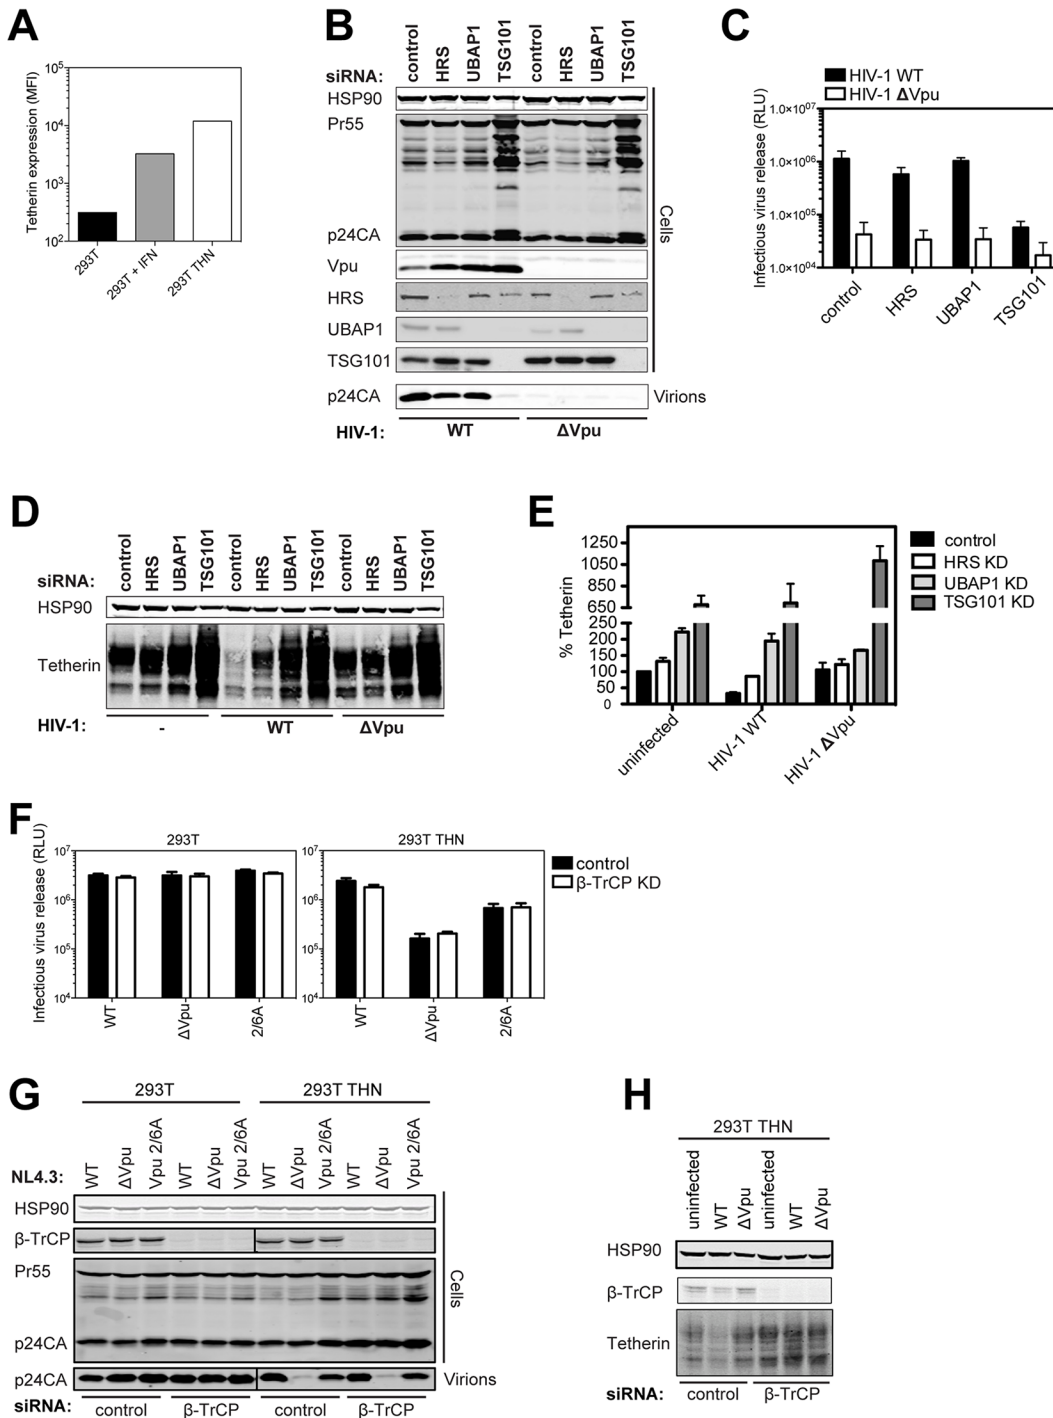 A
Tetherin expression (MFI)
10^5
10^4
10^3
10^2
293T
293T + IFN
293T THN
B
siRNA:
control
HRS
UBAP1
TSG101
control
HRS
UBAP1
TSG101
HSP90
Pr55
p24CA
Vpu
HRS
UBAP1
TSG101
p24CA
Cells
Virions
HIV-1:
WT
ΔVpu
C
HIV-1 WT
HIV-1 ΔVpu
Infectious virus release (RLU)
1.0×10^07
1.0×10^06
1.0×10^05
1.0×10^04
control
HRS
UBAP1
TSG101
D
siRNA:
control
HRS
UBAP1
TSG101
control
HRS
UBAP1
TSG101
control
HRS
UBAP1
TSG101
HSP90
Tetherin
HIV-1:
-
WT
ΔVpu
E
% Tetherin
1250
1050
850
650
250
200
150
100
50
0
uninfected
HIV-1 WT
HIV-1 ΔVpu
control
HRS KD
UBAP1 KD
TSG101 KD
F
Infectious virus release (RLU)
293T
10^7
10^6
10^5
10^4
WT
ΔVpu
2/6A
293T THN
10^7
10^6
10^5
10^4
WT
ΔVpu
2/6A
control
β-TrCP KD
G
293T
293T THN
NL4.3:
WT
ΔVpu
Vpu 2/6A
WT
ΔVpu
Vpu 2/6A
WT
ΔVpu
Vpu 2/6A
WT
ΔVpu
Vpu 2/6A
HSP90
β-TrCP
Pr55
p24CA
p24CA
Cells
Virions
siRNA:
control
β-TrCP
control
β-TrCP
H
293T THN
uninfected
WT
ΔVpu
uninfected
WT
ΔVpu
HSP90
β-TrCP
Tetherin
siRNA:
control
β-TrCP